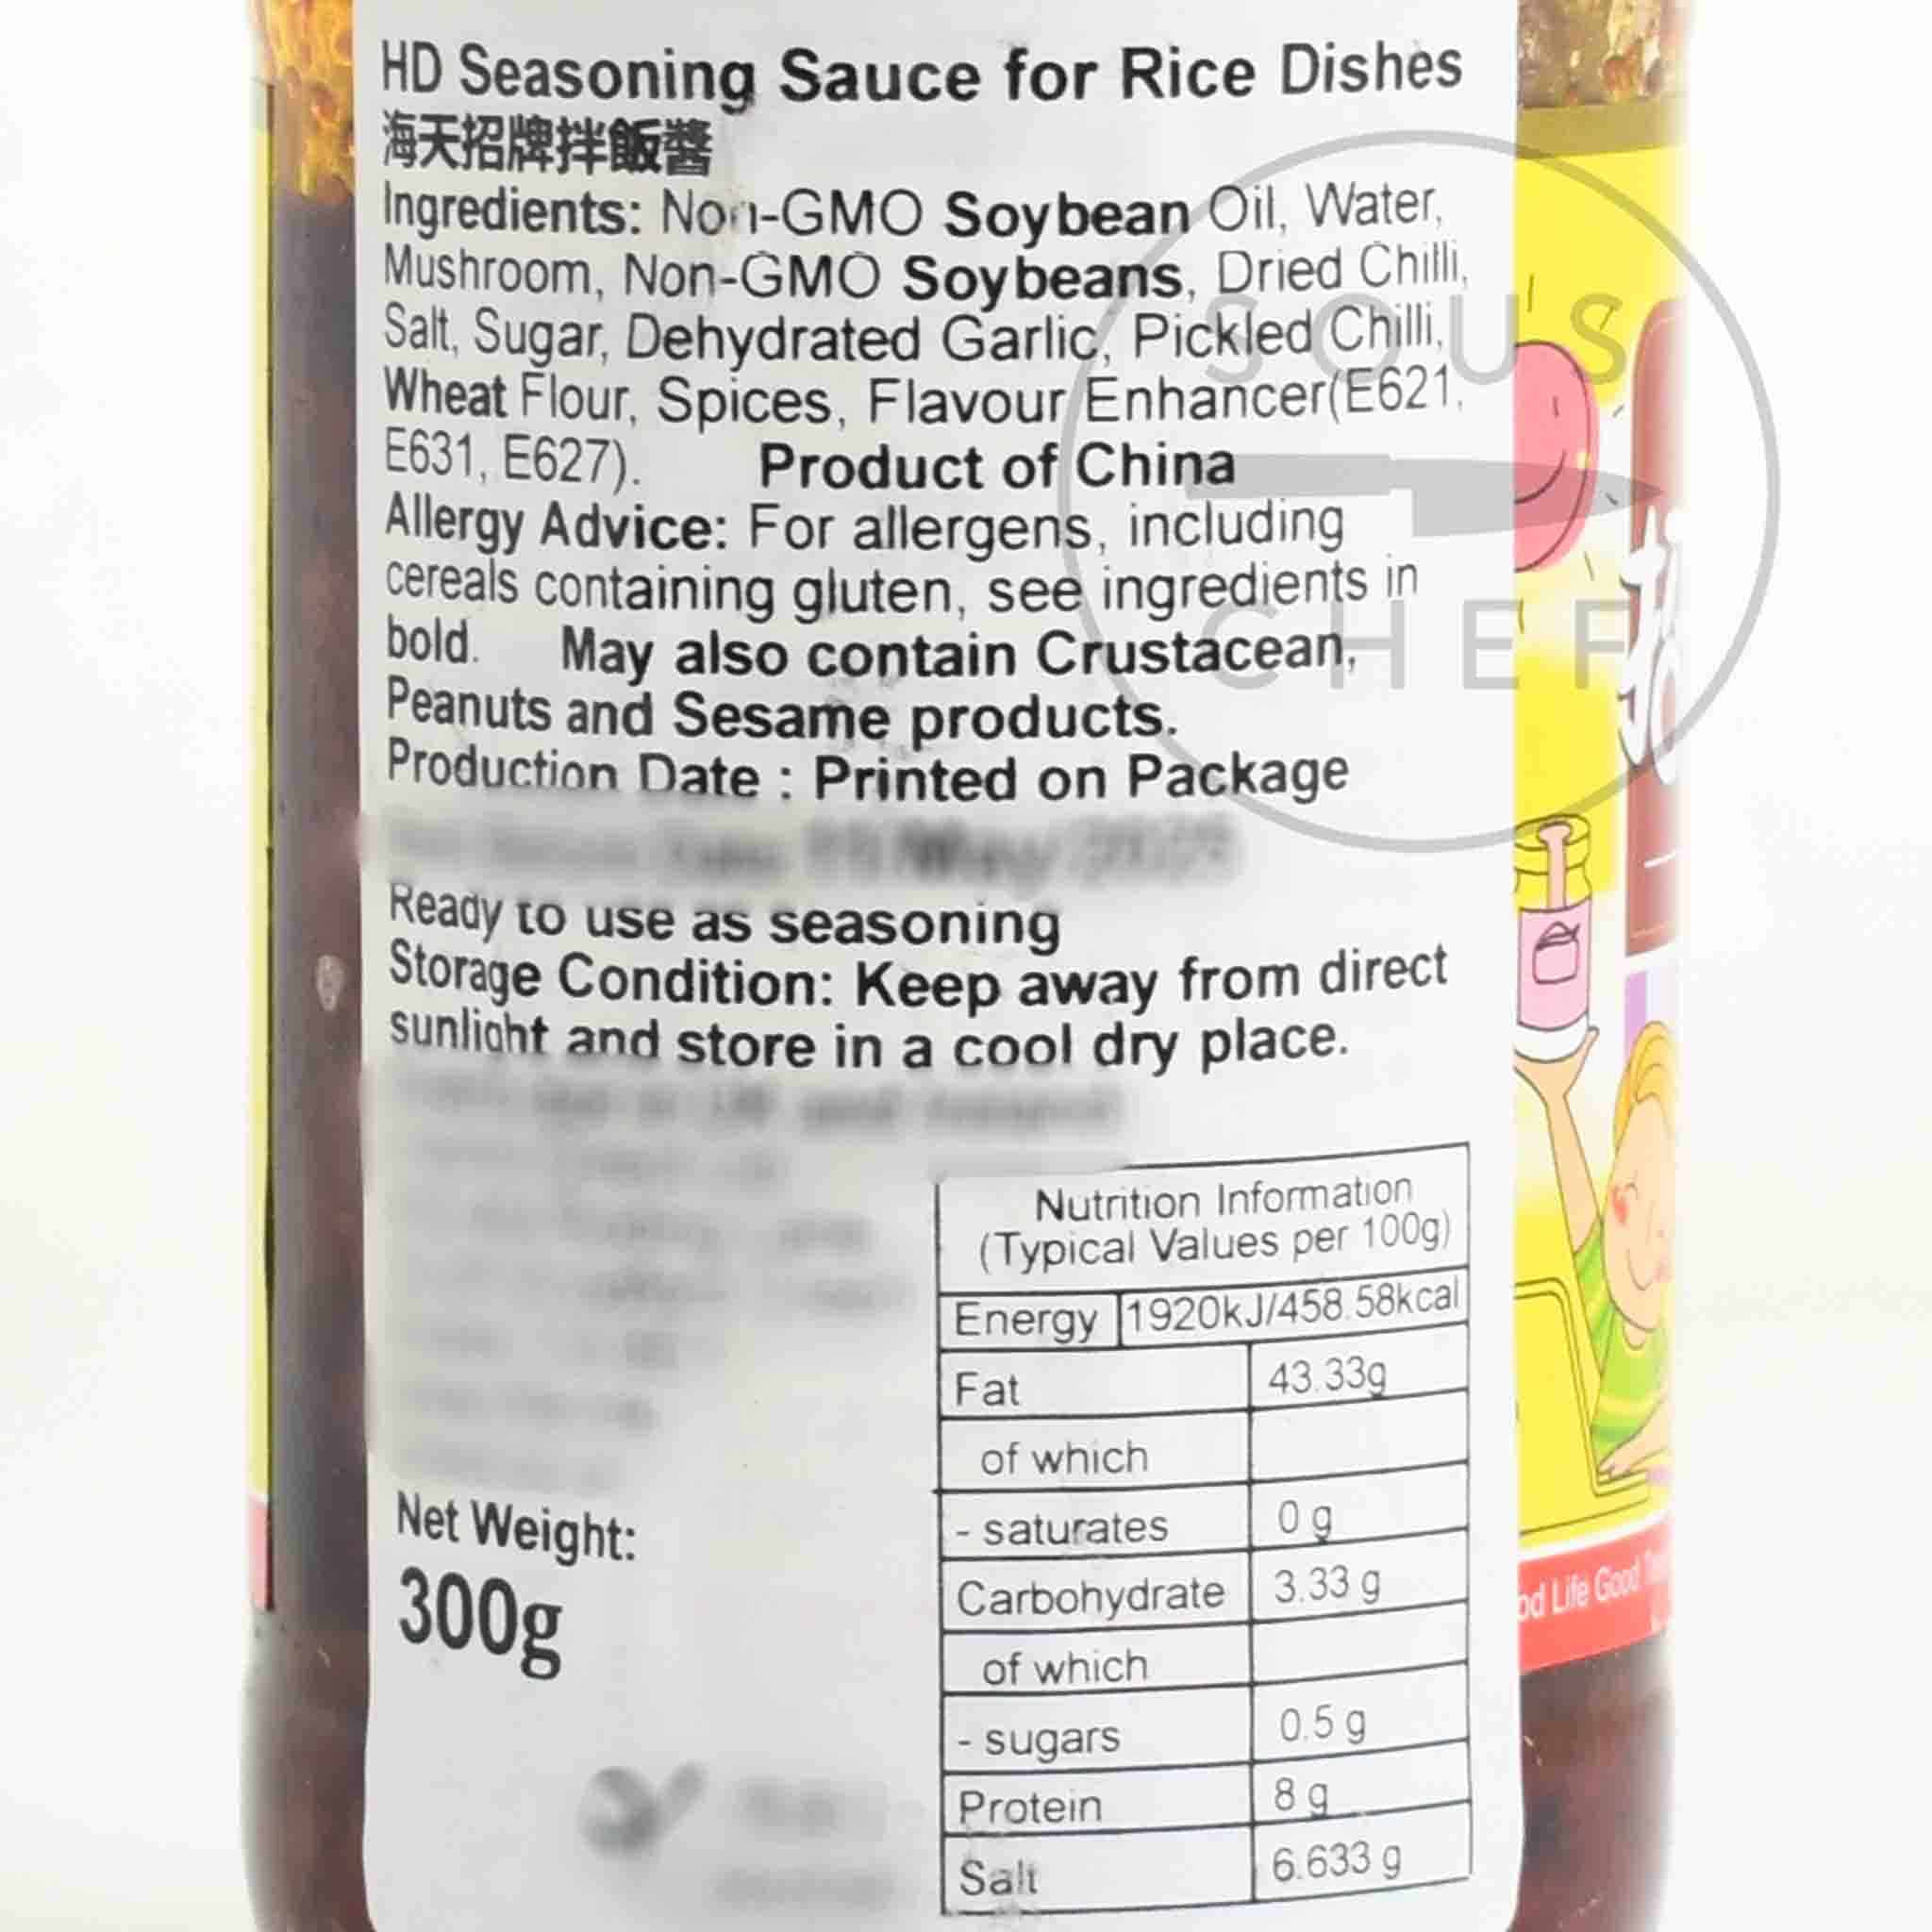 HD Seasoning Sauce for Rice Dishes
海天招牌拌飯醬
Ingredients: Non-GMO Soybean Oil, Water,
Mushroom, Non-GMO Soybeans, Dried Chilli,
Salt, Sugar, Dehydrated Garlic, Pickled Chilli,
Wheat Flour, Spices, Flavour Enhancer(E621,
E631, E627). Product of China
Allergy Advice: For allergens, including
cereals containing gluten, see ingredients in
bold. May also contain Crustacean,
Peanuts and Sesame products.
Production Date : Printed on Package
Ready to use as seasoning
Storage Condition: Keep away from direct
sunlight and store in a cool dry place.
Nutrition Information
(Typical Values per 100g)
Energy 1920kJ/458.58kcal
Fat 43.33g
of which
- saturates 0 g
Carbohydrate 3.33 g
of which
- sugars 0.5 g
Protein 8 g
Salt 6.633 g
Net Weight:
300g
SOUS
CHEF
Life Good